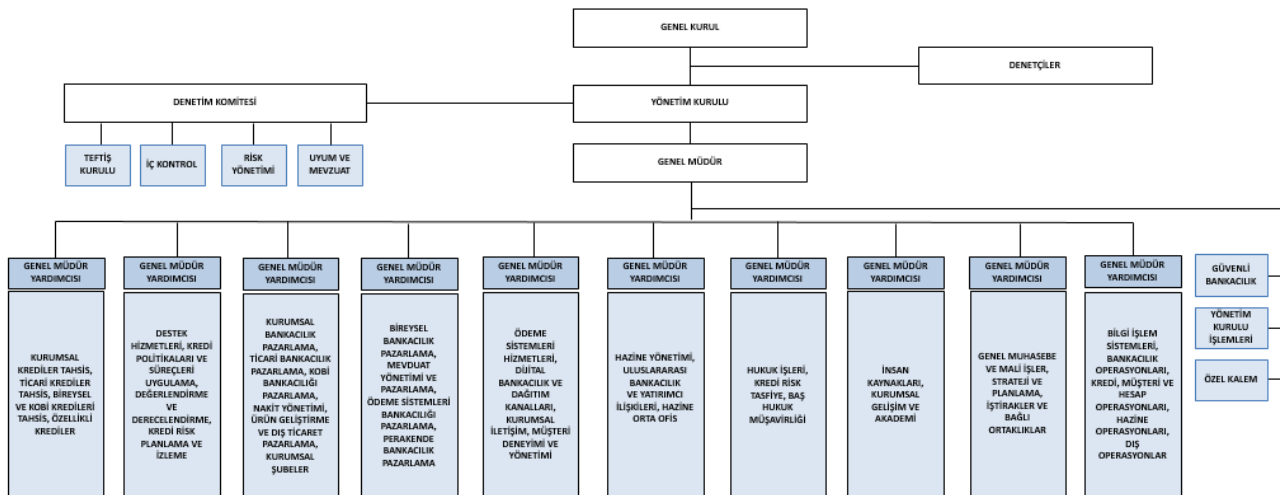 GENEL KURUL
DENETÇİLER
DENETİM KOMİTESİ
YÖNETİM KURULU
TEFTİŞ
KURULU
İÇ KONTROL
RİSK
YÖNETİMİ
UYUM VE
MEVZUAT
GENEL MÜDÜR
GENEL MÜDÜR
YARDIMCISI
KURUMSAL
KREDİLER TAHSİS,
TİCARİ KREDİLER
TAHSİS, BİREYSEL
VE KOBİ KREDİLERİ
TAHSİS, ÖZELLİKLİ
KREDİLER
GENEL MÜDÜR
YARDIMCISI
DESTEK
HİZMETLERİ, KREDİ
POLİTİKALARI VE
SÜREÇLERİ
UYGULAMA,
DEĞERLENDİRME
VE
DERECELENDİRME,
KREDİ RİSK
PLANLAMA VE
İZLEME
GENEL MÜDÜR
YARDIMCISI
KURUMSAL
BANKACILIK
PAZARLAMA,
TİCARİ BANKACILIK
PAZARLAMA, KOBİ
BANKACILIĞI
PAZARLAMA,
NAKİT YÖNETİMİ,
ÜRÜN GELİŞTİRME
VE DIŞ TİCARET
PAZARLAMA,
KURUMSAL
ŞUBELER
GENEL MÜDÜR
YARDIMCISI
BİREYSEL
BANKACILIK
PAZARLAMA,
MEVDUAT
YÖNETİMİ VE
PAZARLAMA,
ÖDEME SİSTEMLERİ
BANKACILIĞI
PAZARLAMA,
PERAKENDE
BANKACILIK
PAZARLAMA
GENEL MÜDÜR
YARDIMCISI
ÖDEME
SİSTEMLERİ
HİZMETLERİ,
DİJİTAL
BANKACILIK VE
DAĞITIM
KANALLARI,
KURUMSAL
İLETİŞİM, MÜŞTERİ
DENEYİMİ VE
YÖNETİMİ
GENEL MÜDÜR
YARDIMCISI
HAZİNE YÖNETİMİ,
ULUSLARARASI
BANKACILIK
VE YATIRIMCI
İLİŞKİLERİ, HAZİNE
ORTA OFİS
GENEL MÜDÜR
YARDIMCISI
HUKUK İŞLERİ,
KREDİ RİSK
TASFİYE, BAŞ
HUKUK
MÜŞAVİRLİĞİ
GENEL MÜDÜR
YARDIMCISI
İNSAN
KAYNAKLARI,
KURUMSAL
GELİŞİM VE
AKADEMİ
GENEL MÜDÜR
YARDIMCISI
GENEL MUHASEBE
VE MALİ İŞLER,
STRATEJİ VE
PLANLAMA,
İŞTİRAKLER VE
BAĞLI
ORTAKLIKLAR
GENEL MÜDÜR
YARDIMCISI
BİLGİ İŞLEM
SİSTEMLERİ,
BANKACILIK
OPERASYONLARI,
KREDİ, MÜŞTERİ VE
HESAP
OPERASYONLARI,
HAZİNE
OPERASYONLARI,
DIŞ
OPERASYONLAR
GÜVENLİ
BANKACILIK
YÖNETİM
KURULU
İŞLEMLERİ
ÖZEL KALEM